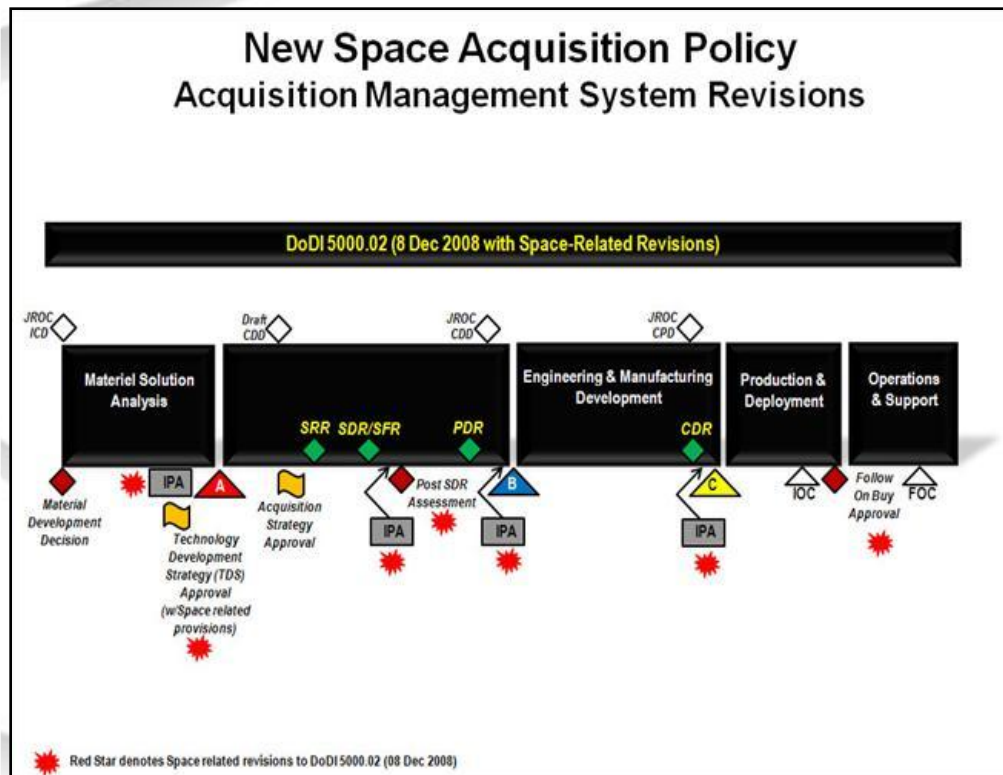 New Space Acquisition Policy
Acquisition Management System Revisions
DoDI 5000.02 (8 Dec 2008 with Space-Related Revisions)
JROC
ICD
Draft
CDD
JROC
CDD
JROC
CPD
Materiel Solution
Analysis
Engineering & Manufacturing
Development
Production &
Deployment
Operations
& Support
SRR
SDR/SFR
PDR
CDR
Material
Development
Decision
IPA
A
Technology
Development
Strategy (TDS)
Approval
(w/Space related
provisions)
Acquisition
Strategy
Approval
IPA
Post SDR
Assessment
IPA
B
IPA
C
IOC
Follow
On Buy
Approval
FOC
Red Star denotes Space related revisions to DoDI 5000.02 (08 Dec 2008)